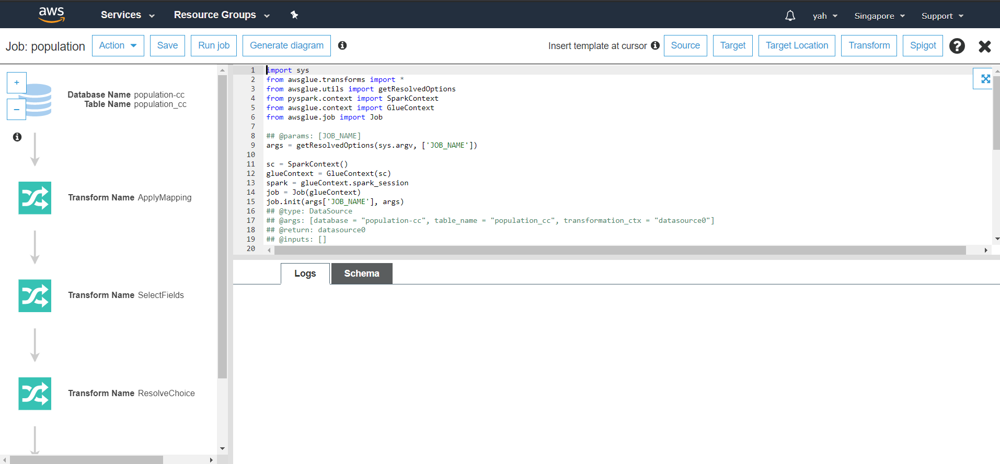 aws Services Resource Groups yah Singapore Support
Job: population Action Save Run job Generate diagram i Insert template at cursor i Source Target Target Location Transform Spigot ?
+
Database Name population-cc
Table Name population_cc
−
i
Transform Name ApplyMapping
Transform Name SelectFields
Transform Name ResolveChoice
1 import sys
2 from awsglue.transforms import *
3 from awsglue.utils import getResolvedOptions
4 from pyspark.context import SparkContext
5 from awsglue.context import GlueContext
6 from awsglue.job import Job
7
8 ## @params: [JOB_NAME]
9 args = getResolvedOptions(sys.argv, ['JOB_NAME'])
10
11 sc = SparkContext()
12 glueContext = GlueContext(sc)
13 spark = glueContext.spark_session
14 job = Job(glueContext)
15 job.init(args['JOB_NAME'], args)
16 ## @type: DataSource
17 ## @args: [database = "population-cc", table_name = "population_cc", transformation_ctx = "datasource0"]
18 ## @return: datasource0
19 ## @inputs: []
20
Logs Schema